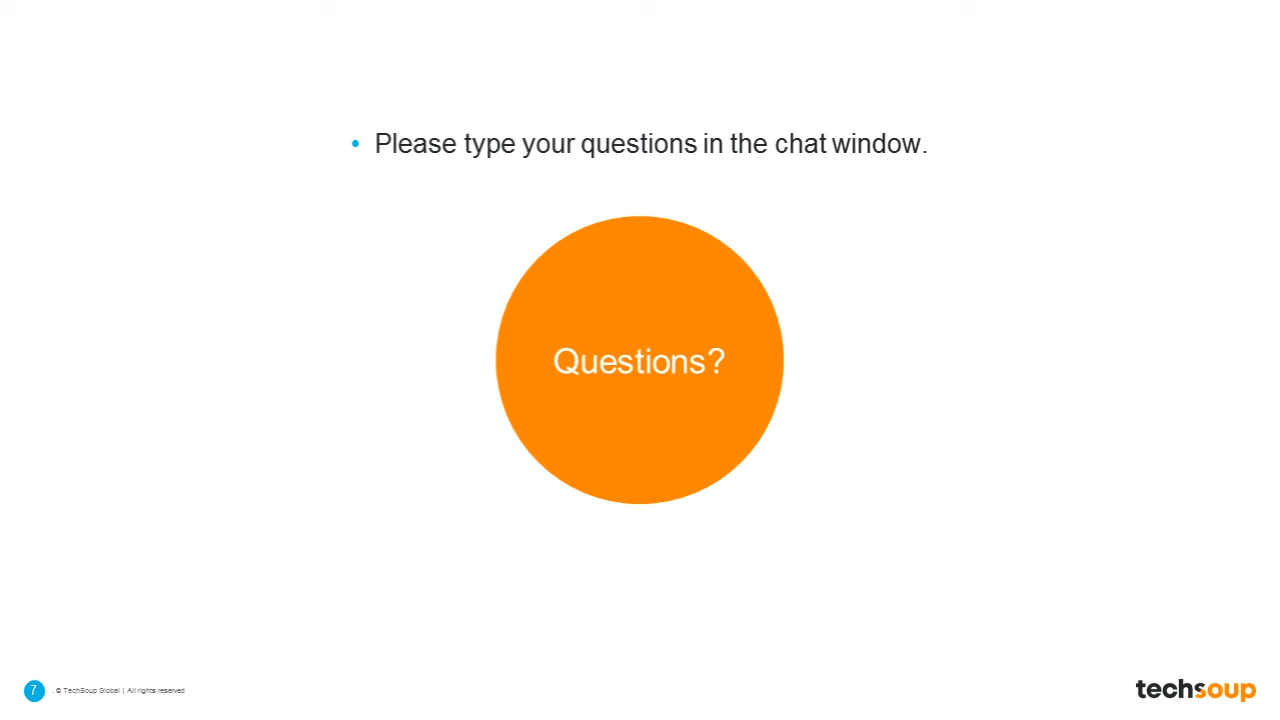 • Please type your questions in the chat window.
Questions?
7 . © TechSoup Global | All rights reserved
techsoup